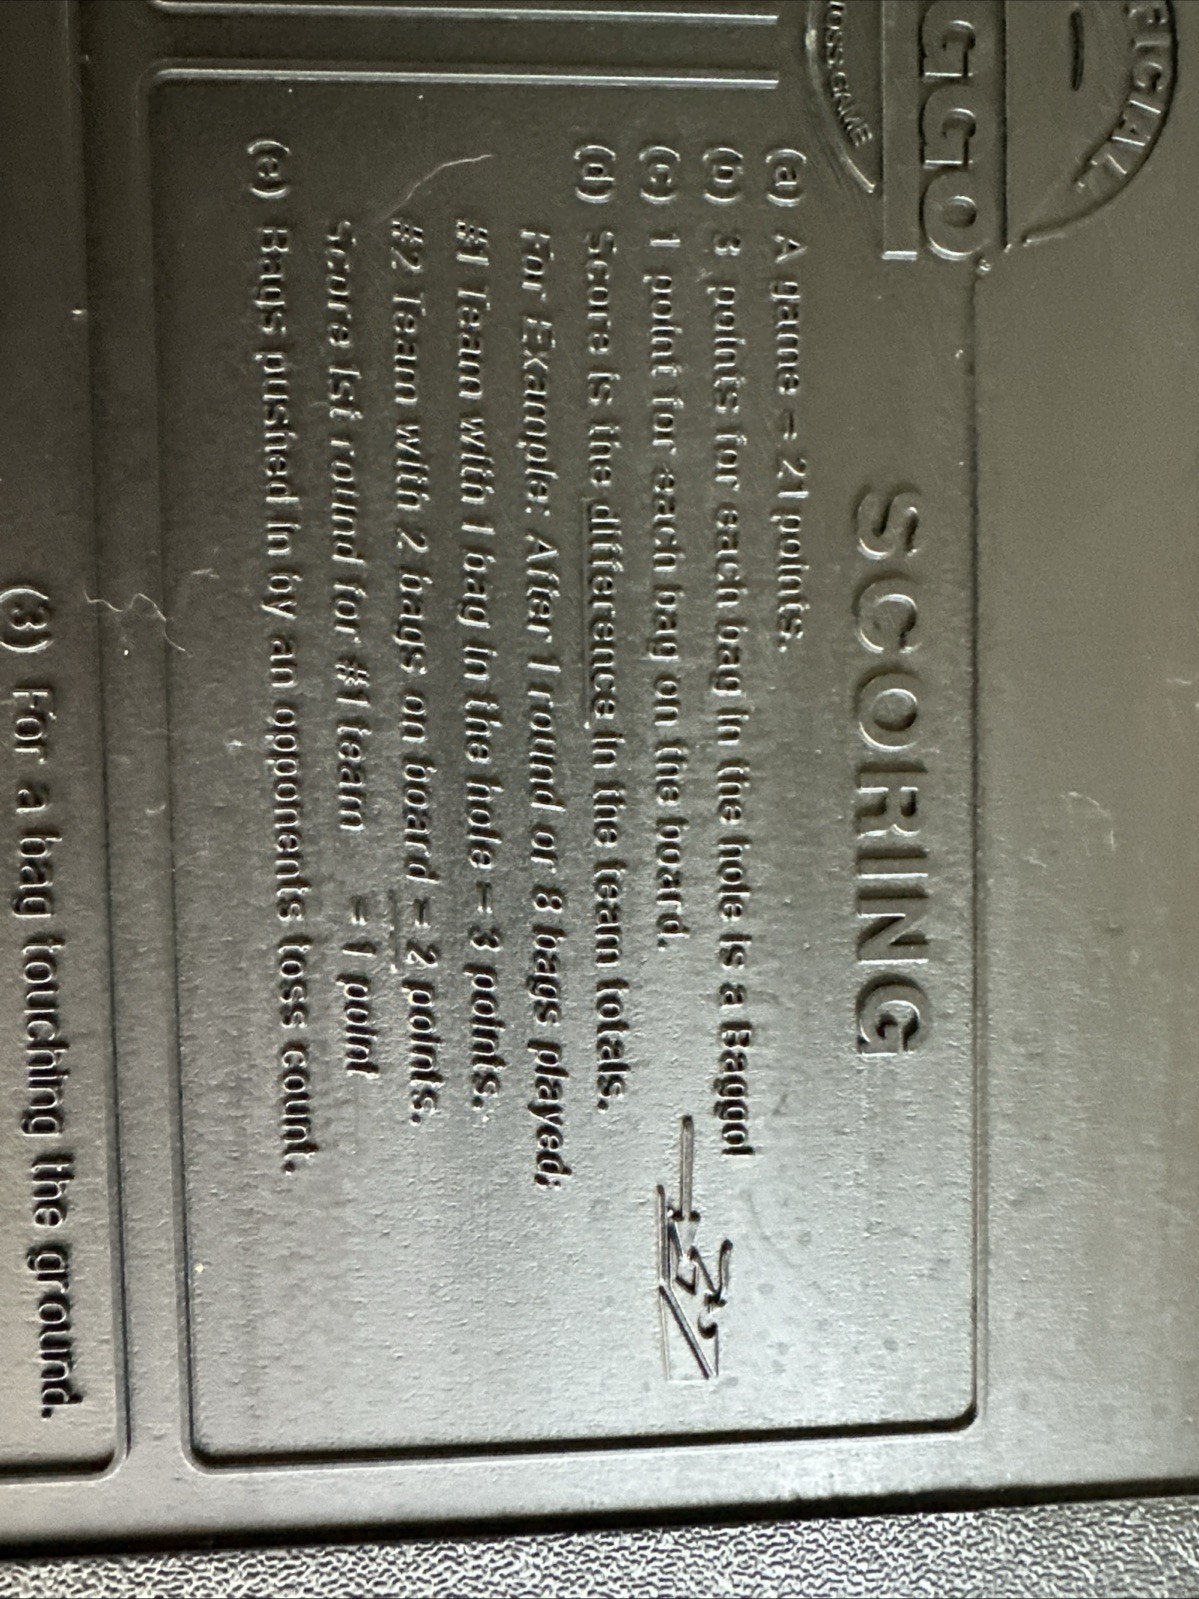 FICIAL
GGO
TOSS GAME
SCORING
(a) A game = 21 points.
(b) 3 points for each bag in the hole is a Baggo!
(c) 1 point for each bag on the board.
(d) Score is the difference in the team totals.
For Example: After 1 round or 8 bags played;
#1 Team with 1 bag in the hole = 3 points.
#2 Team with 2 bags on board = 2 points.
Score 1st round for #1 team = 1 point
(e) Bags pushed in by an opponents toss count.
(3) For a bag touching the ground.